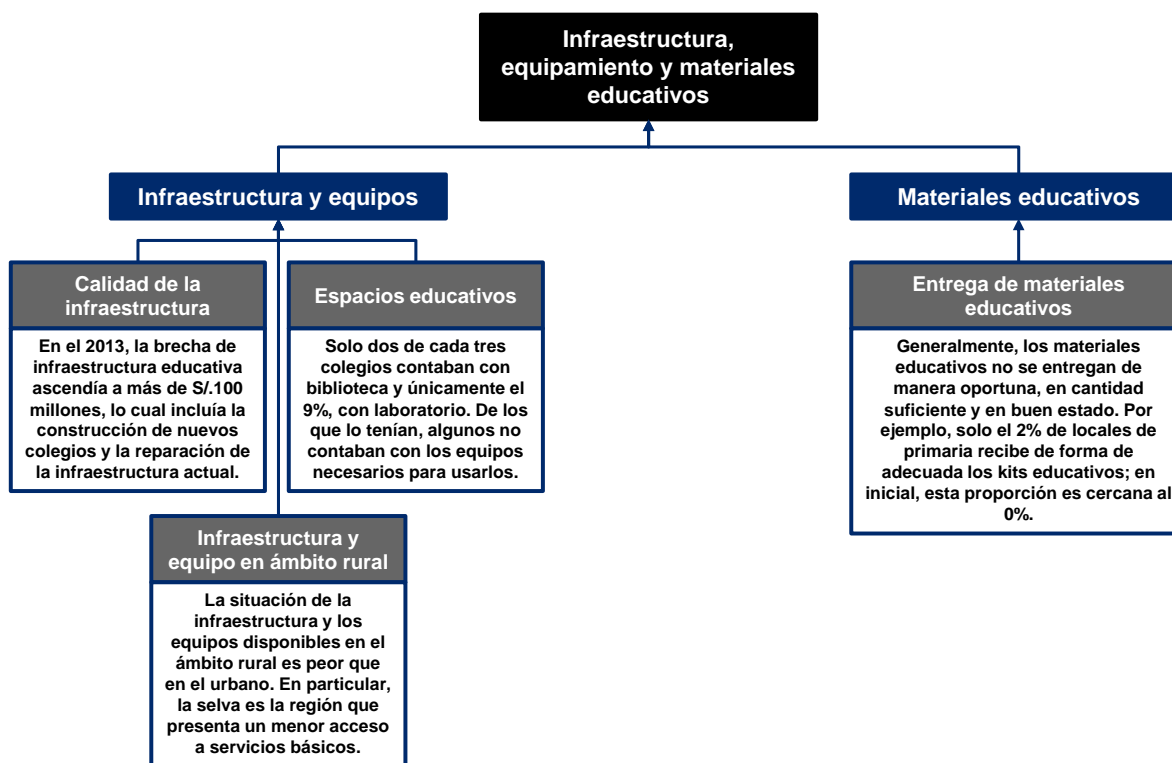 Infraestructura,
equipamiento y materiales
educativos
Infraestructura y equipos
Materiales educativos
Calidad de la
infraestructura
En el 2013, la brecha de
infraestructura educativa
ascendía a más de S/.100
millones, lo cual incluía la
construcción de nuevos
colegios y la reparación de
la infraestructura actual.
Espacios educativos
Solo dos de cada tres
colegios contaban con
biblioteca y únicamente el
9%, con laboratorio. De los
que lo tenían, algunos no
contaban con los equipos
necesarios para usarlos.
Entrega de materiales
educativos
Generalmente, los materiales
educativos no se entregan de
manera oportuna, en cantidad
suficiente y en buen estado. Por
ejemplo, solo el 2% de locales de
primaria recibe de forma de
adecuada los kits educativos; en
inicial, esta proporción es cercana al
0%.
Infraestructura y
equipo en ámbito rural
La situación de la
infraestructura y los
equipos disponibles en el
ámbito rural es peor que
en el urbano. En particular,
la selva es la región que
presenta un menor acceso
a servicios básicos.